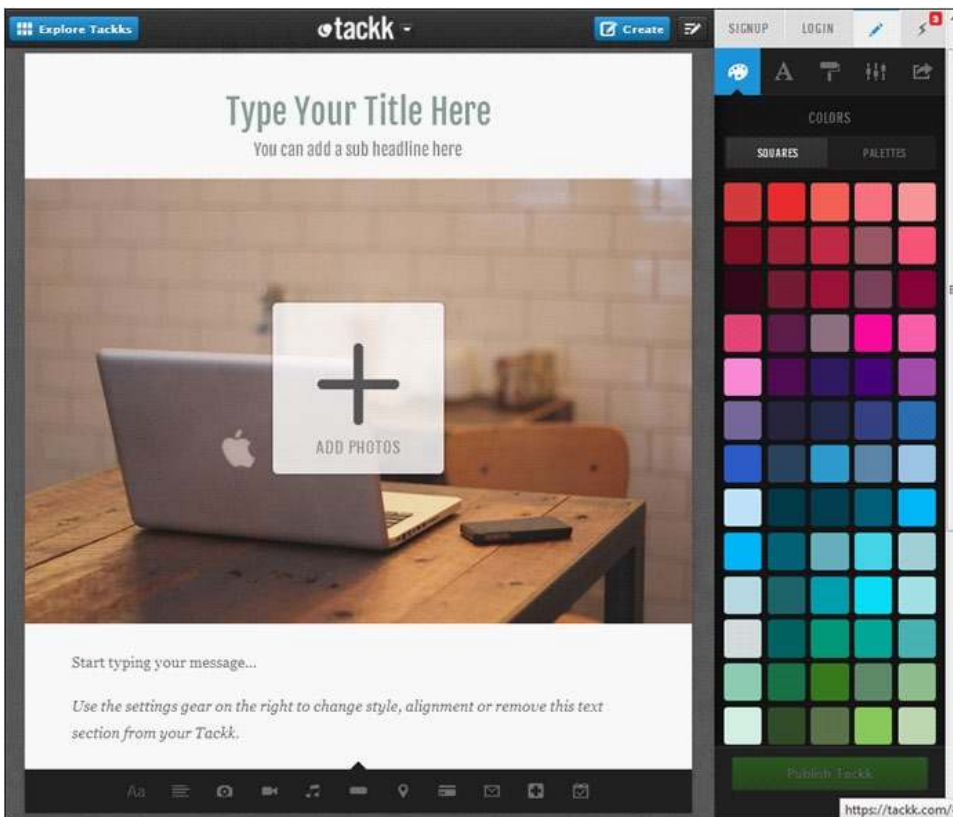 Explore Tackks
tackk
Create
SIGNUP
LOGIN
3
Type Your Title Here
You can add a sub headline here
COLORS
SQUARES
PALETTES
ADD PHOTOS
Start typing your message...
Use the settings gear on the right to change style, alignment or remove this text
section from your Tackk.
Aa
Publish Tackk
https://tackk.com/